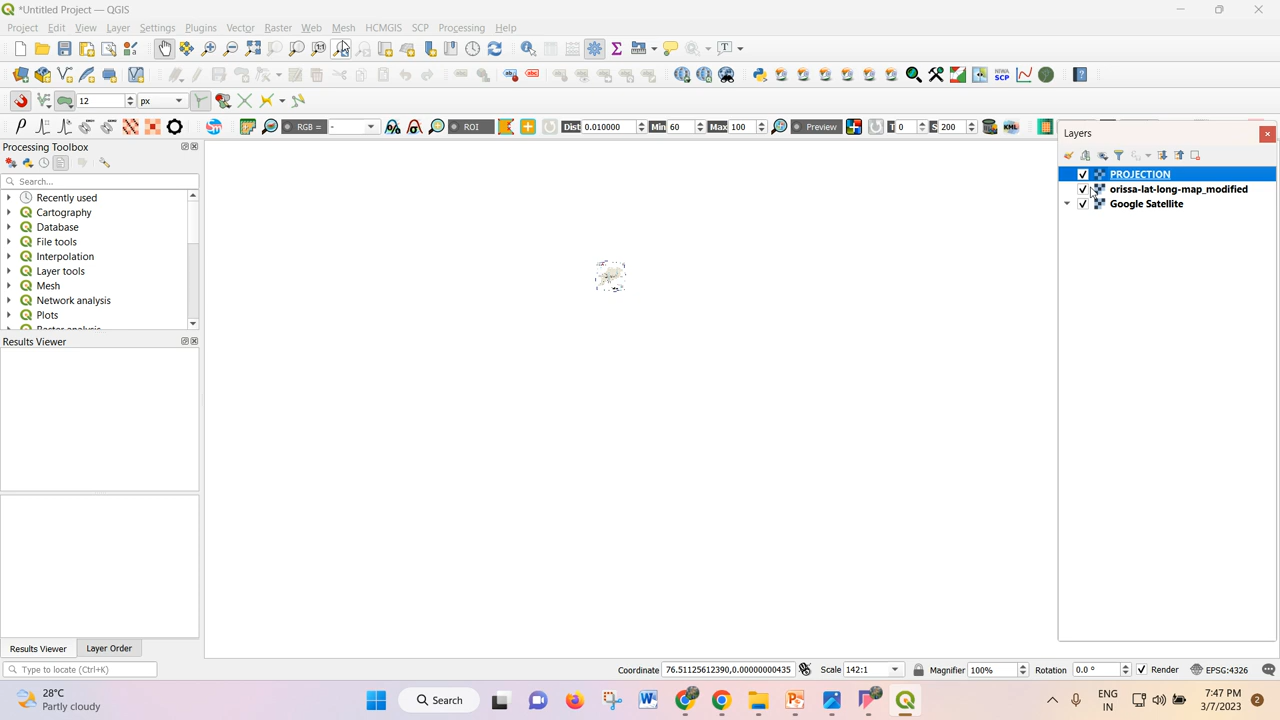 *Untitled Project — QGIS
Project Edit View Layer Settings Plugins Vector Raster Database Web Mesh HCMGIS SCP Processing Help
12 px
RGB = - ROI Dist 0.010000 Min 60 Max 100 Preview T 0 S 200 KML
Processing Toolbox
Search...
Recently used
Cartography
Database
File tools
Interpolation
Layer tools
Mesh
Network analysis
Plots
Raster analysis
Results Viewer
Layers
PROJECTION
orissa-lat-long-map_modified
Google Satellite
Results Viewer Layer Order
Type to locate (Ctrl+K)
Coordinate 76.51125612390,0.00000000435 Scale 142:1 Magnifier 100% Rotation 0.0 ° Render EPSG:4326
28°C
Partly cloudy
Search
ENG
IN
7:47 PM
3/7/2023
2